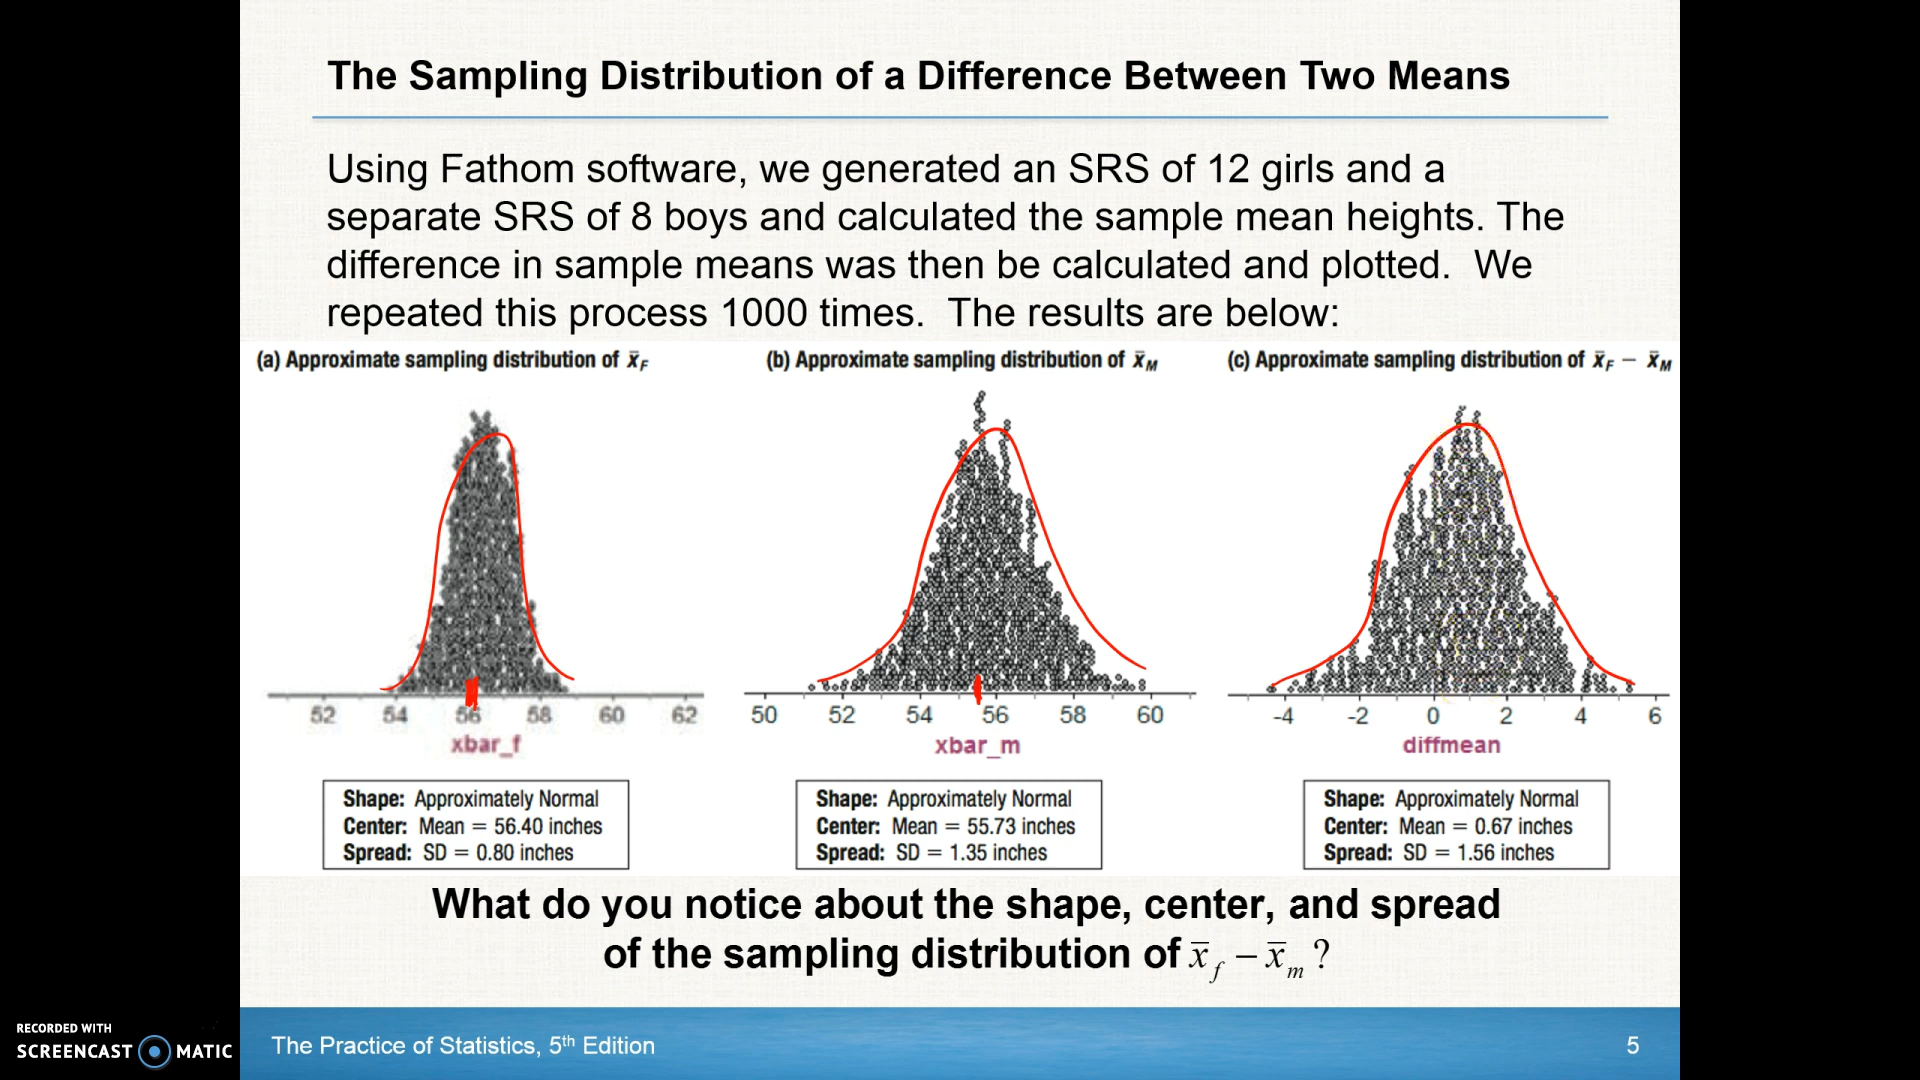 The Sampling Distribution of a Difference Between Two Means
Using Fathom software, we generated an SRS of 12 girls and a
separate SRS of 8 boys and calculated the sample mean heights. The
difference in sample means was then be calculated and plotted.  We
repeated this process 1000 times.  The results are below:
(a) Approximate sampling distribution of x̄F
(b) Approximate sampling distribution of x̄M
(c) Approximate sampling distribution of x̄F − x̄M
52 54 56 58 60 62
xbar_f
50 52 54 56 58 60
xbar_m
-4 -2 0 2 4 6
diffmean
Shape: Approximately Normal
Center: Mean = 56.40 inches
Spread: SD = 0.80 inches
Shape: Approximately Normal
Center: Mean = 55.73 inches
Spread: SD = 1.35 inches
Shape: Approximately Normal
Center: Mean = 0.67 inches
Spread: SD = 1.56 inches
What do you notice about the shape, center, and spread
of the sampling distribution of x̄f − x̄m ?
RECORDED WITH
SCREENCAST MATIC
The Practice of Statistics, 5th Edition
5